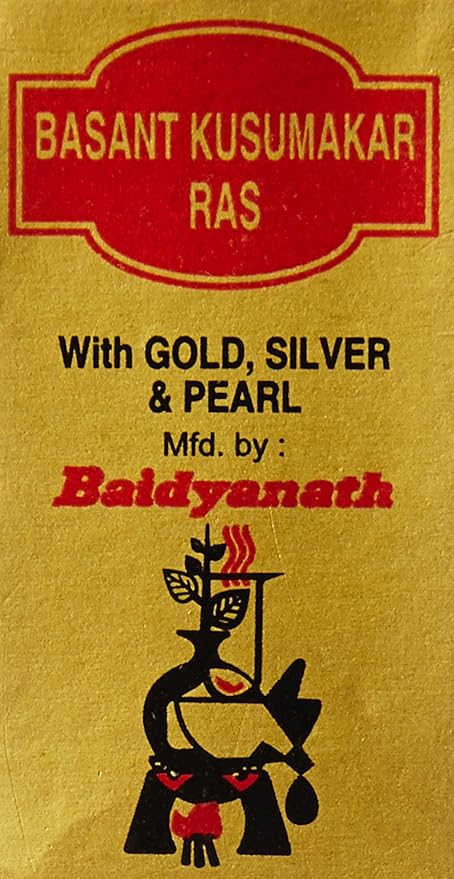 BASANT KUSUMAKAR
RAS
With GOLD, SILVER
& PEARL
Mfd. by :
Baidyanath